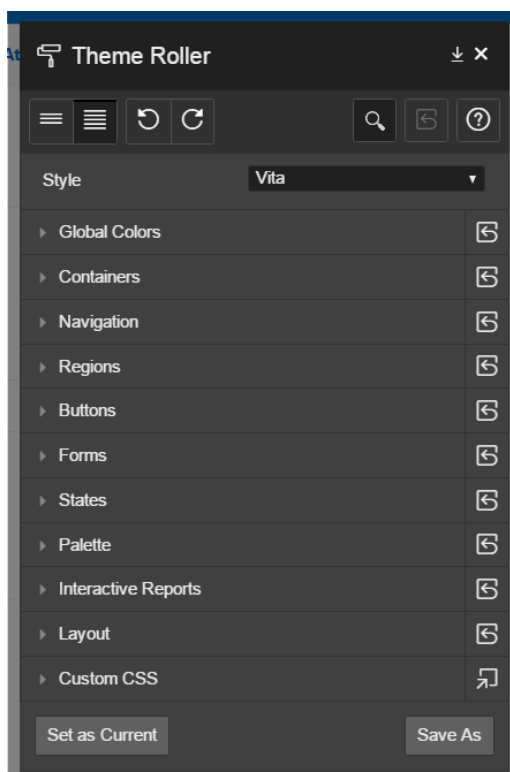 At
Theme Roller
Style
Vita
Global Colors
Containers
Navigation
Regions
Buttons
Forms
States
Palette
Interactive Reports
Layout
Custom CSS
Set as Current
Save As